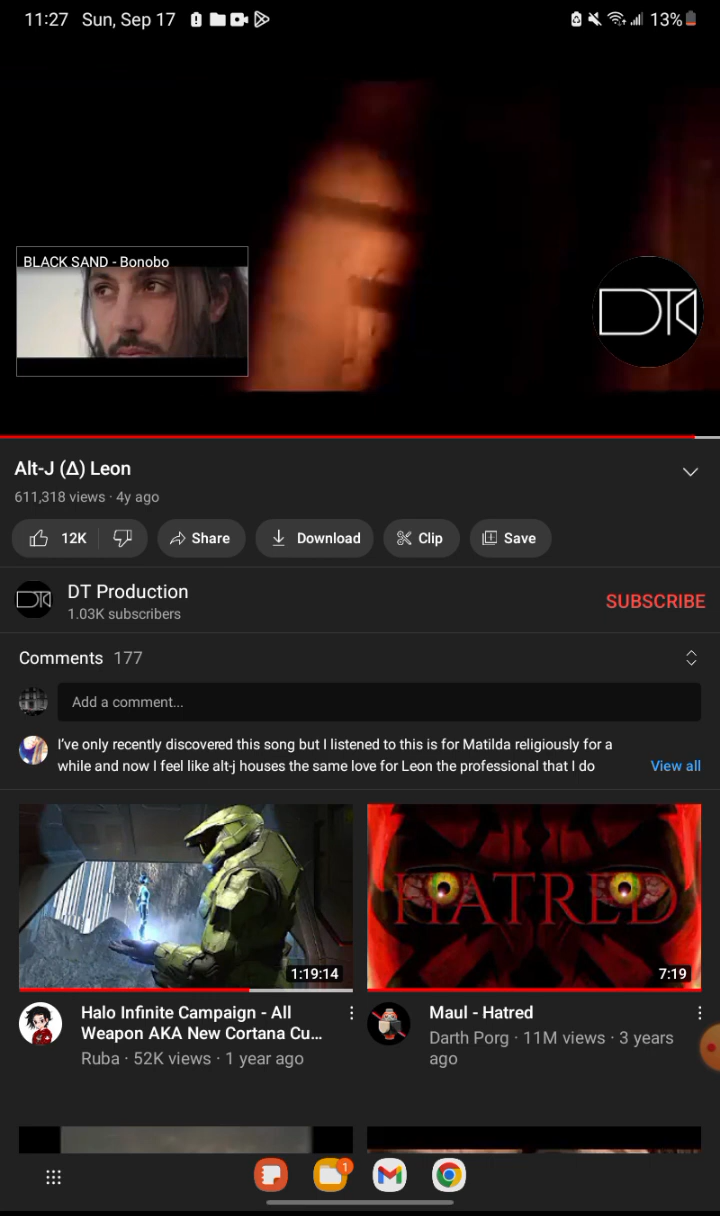 11:27 Sun, Sep 17
13%
BLACK SAND - Bonobo
DT
Alt-J (Δ) Leon
611,318 views · 4y ago
12K
Share
Download
Clip
Save
DT Production
1.03K subscribers
SUBSCRIBE
Comments 177
Add a comment...
I've only recently discovered this song but I listened to this is for Matilda religiously for a
while and now I feel like alt-j houses the same love for Leon the professional that I do
View all
1:19:14
HATRED
7:19
Halo Infinite Campaign - All
Weapon AKA New Cortana Cu...
Ruba · 52K views · 1 year ago
Maul - Hatred
Darth Porg · 11M views · 3 years
ago
1